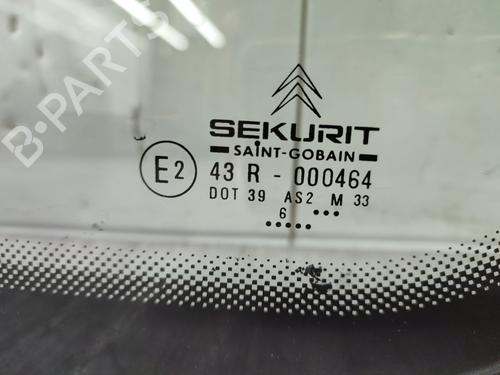 B-PARTS
SEKURIT
SAINT-GOBAIN
E2 43 R - 000464
DOT 39 AS2 M 33
6 ...
.....